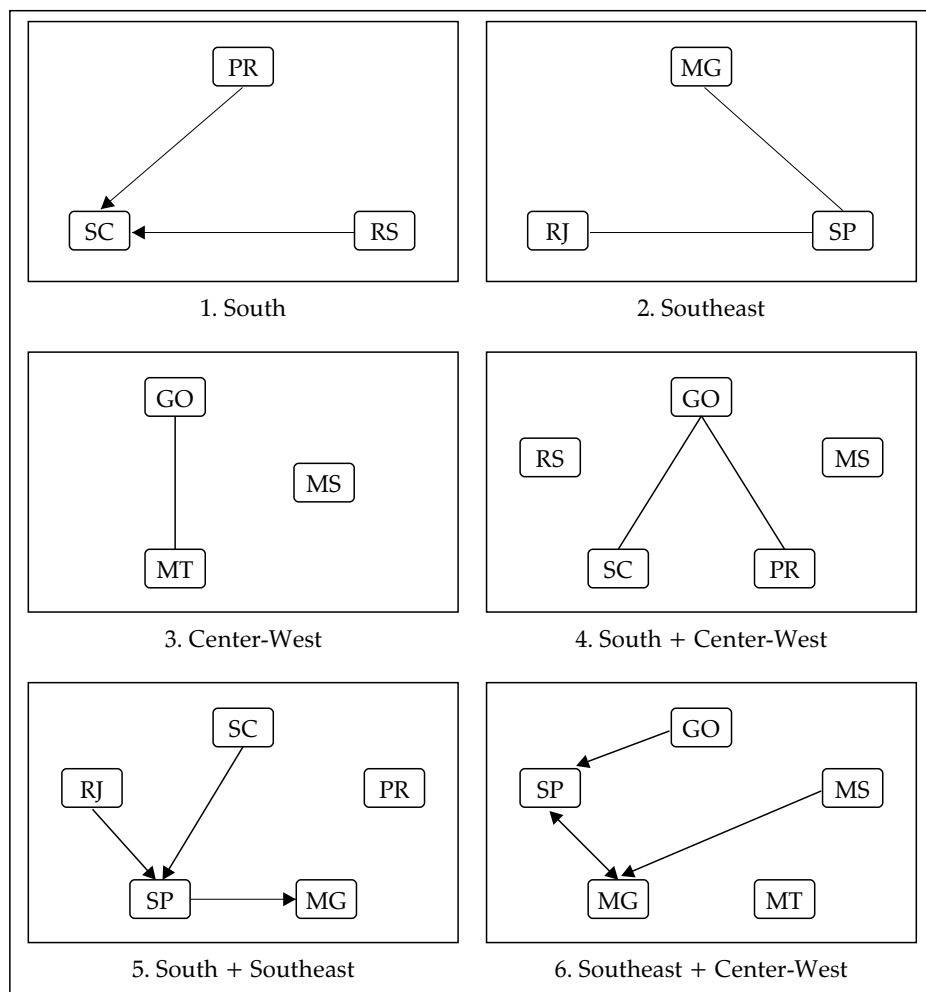 PR
SC
RS
1. South
MG
RJ
SP
2. Southeast
GO
MS
MT
3. Center-West
GO
RS
MS
SC
PR
4. South + Center-West
SC
RJ
PR
SP
MG
5. South + Southeast
GO
SP
MS
MG
MT
6. Southeast + Center-West